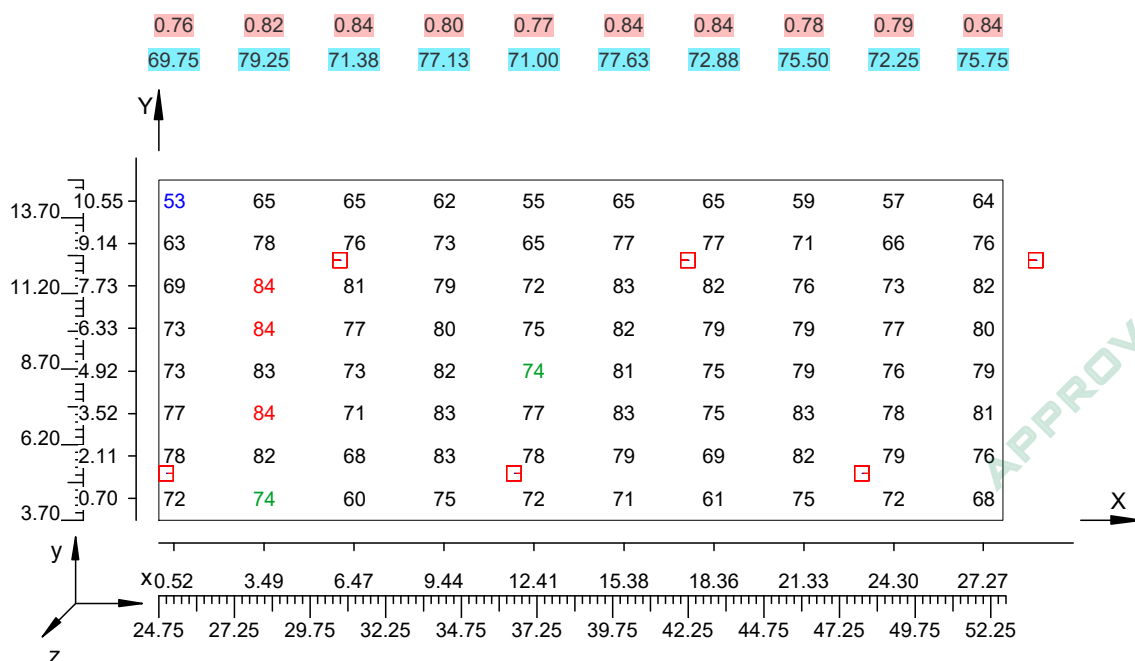 0.76 0.82 0.84 0.80 0.77 0.84 0.84 0.78 0.79 0.84
69.75 79.25 71.38 77.13 71.00 77.63 72.88 75.50 72.25 75.75
Y
13.70 10.55 53 65 65 62 55 65 65 59 57 64
9.14 63 78 76 73 65 77 77 71 66 76
11.20 7.73 69 84 81 79 72 83 82 76 73 82
6.33 73 84 77 80 75 82 79 79 77 80
8.70 4.92 73 83 73 82 74 81 75 79 76 79
3.52 77 84 71 83 77 83 75 83 78 81
6.20 2.11 78 82 68 83 78 79 69 82 79 76
3.70 0.70 72 74 60 75 72 71 61 75 72 68
APPROV
X
y
x 0.52 3.49 6.47 9.44 12.41 15.38 18.36 21.33 24.30 27.27
24.75 27.25 29.75 32.25 34.75 37.25 39.75 42.25 44.75 47.25 49.75 52.25
z